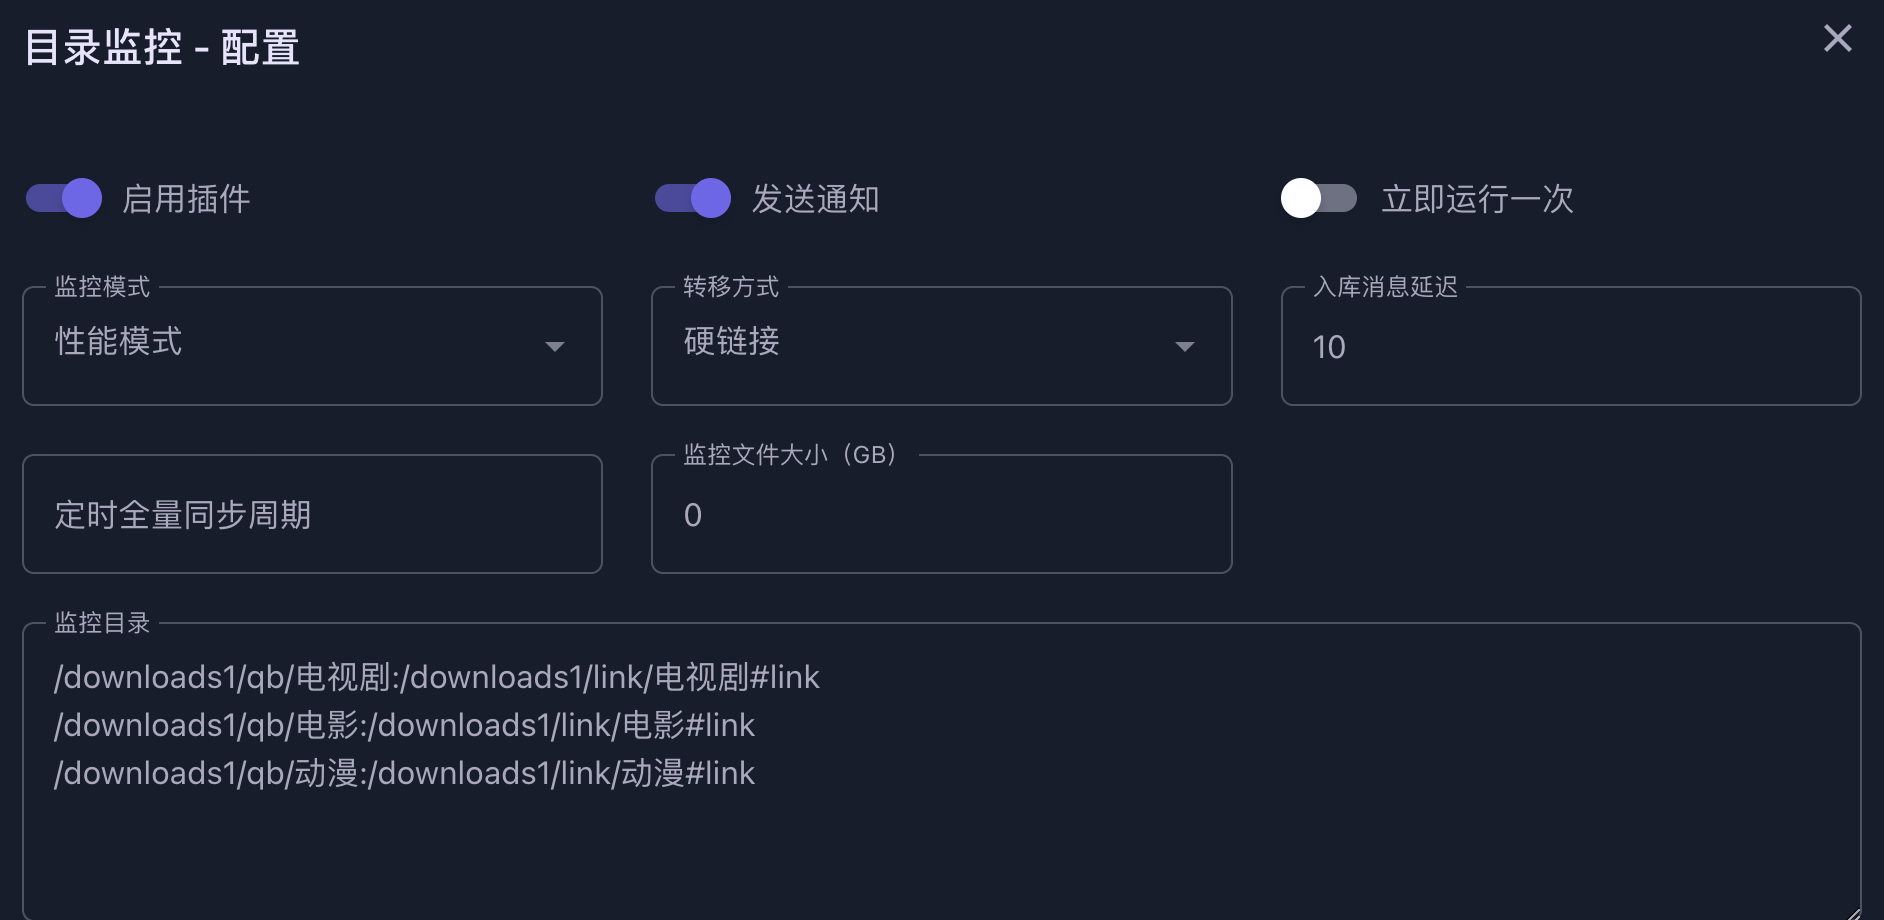 目录监控 - 配置
启用插件
发送通知
立即运行一次
监控模式
性能模式
转移方式
硬链接
入库消息延迟
10
定时全量同步周期
监控文件大小（GB）
0
监控目录
/downloads1/qb/电视剧:/downloads1/link/电视剧#link
/downloads1/qb/电影:/downloads1/link/电影#link
/downloads1/qb/动漫:/downloads1/link/动漫#link